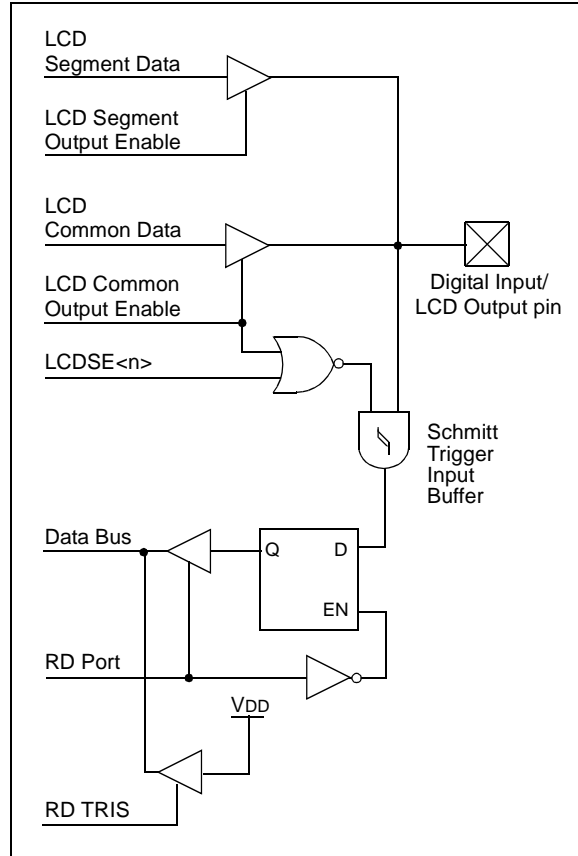 LCD
Segment Data
LCD Segment
Output Enable
LCD
Common Data
LCD Common
Output Enable
Digital Input/
LCD Output pin
LCDSE<n>
Schmitt
Trigger
Input
Buffer
Data Bus
Q
D
EN
RD Port
VDD
RD TRIS